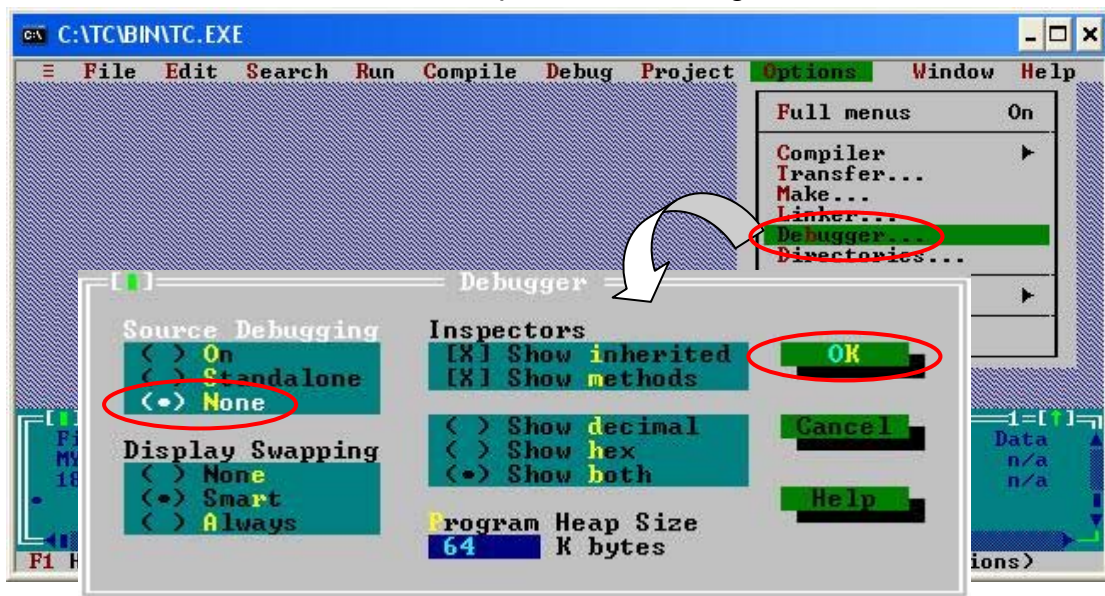 C:\TC\BIN\TC.EXE
≡ File Edit Search Run Compile Debug Project Options Window Help
Full menus On
Compiler ►
Transfer...
Make...
Linker...
Debugger...
Directories...
►
[▮] Debugger
Source Debugging
( ) On
( ) Standalone
(•) None
Display Swapping
( ) None
(•) Smart
( ) Always
Inspectors
[X] Show inherited
[X] Show methods
( ) Show decimal
( ) Show hex
(•) Show both
Program Heap Size
64 K bytes
OK
Cancel
Help
1=[↑]
Data
n/a
n/a
F1